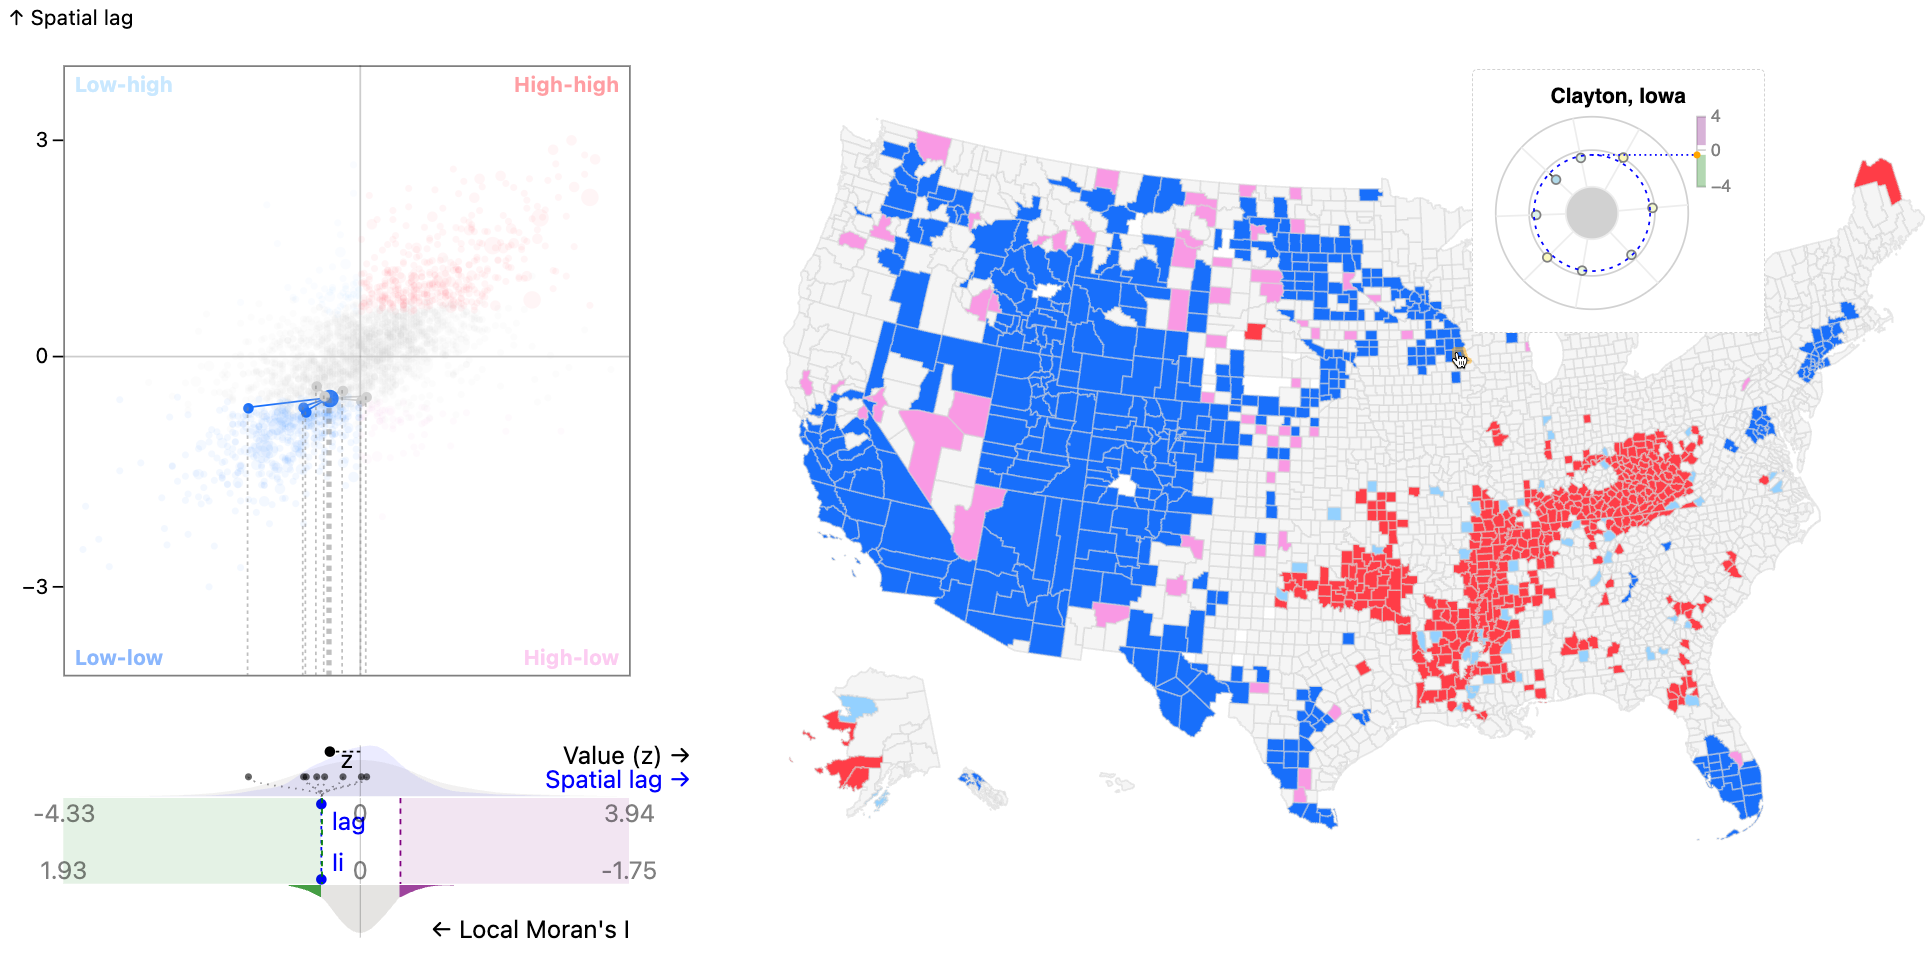 ↑ Spatial lag
Low-high
High-high
3
0
−3
Low-low
High-low
Clayton, Iowa
4
0
−4
z
Value (z) →
Spatial lag →
-4.33
0
3.94
lag
li
1.93
0
-1.75
← Local Moran's I